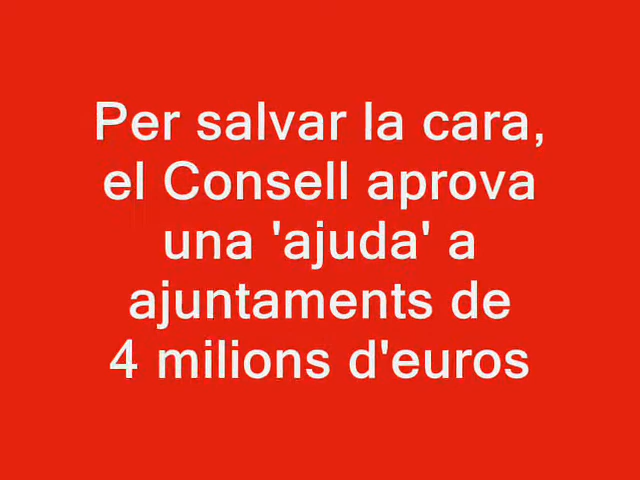 Per salvar la cara,
el Consell aprova
una 'ajuda' a
ajuntaments de
4 milions d'euros